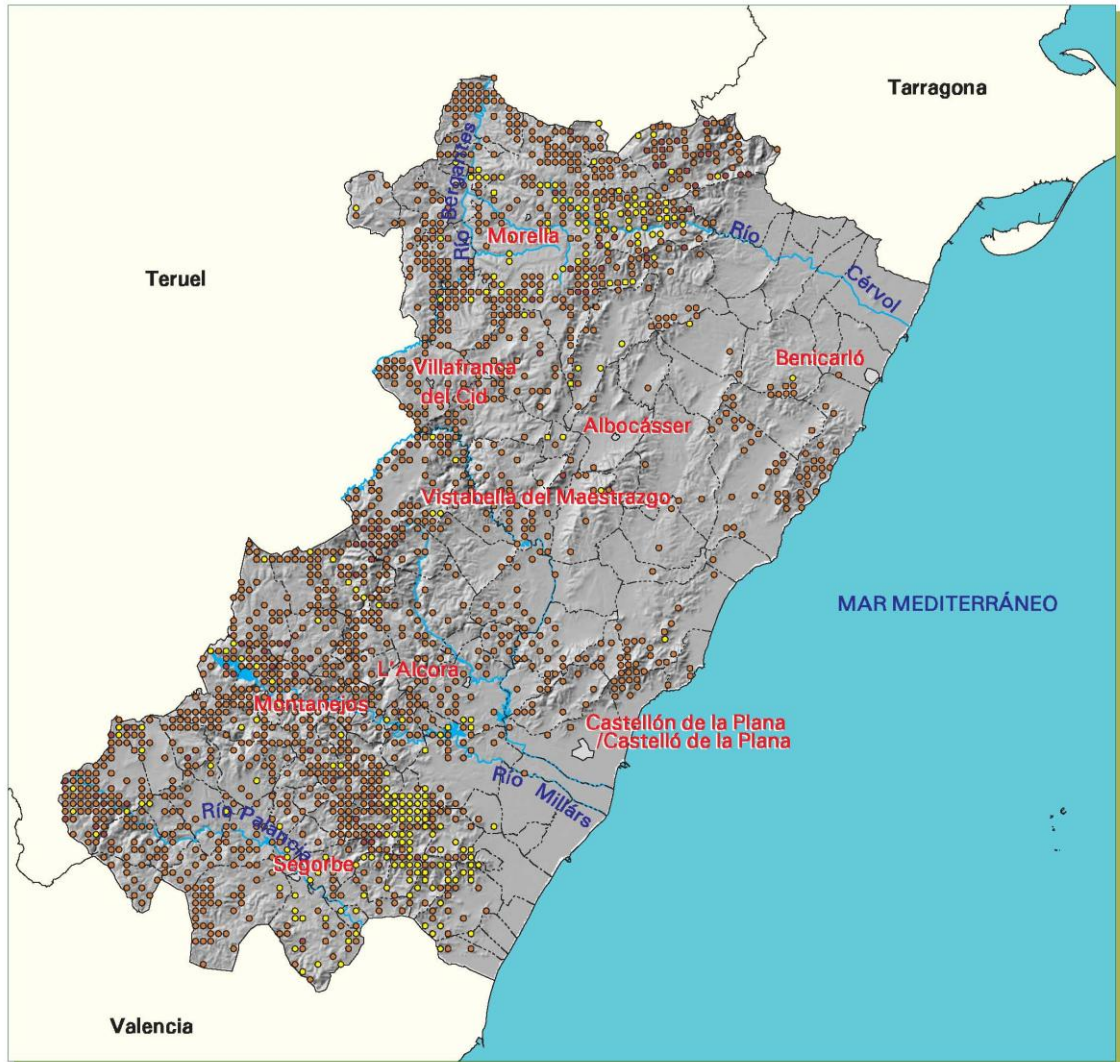 Tarragona
Río Bergantes
Morella
Río Cérvol
Teruel
Benicarló
Villafranca
del Cid
Albocàsser
Vistabella del Maestrazgo
MAR MEDITERRÁNEO
L'Alcora
Montanejos
Castellón de la Plana
/Castelló de la Plana
Río Millárs
Río Palancia
Segorbe
Valencia